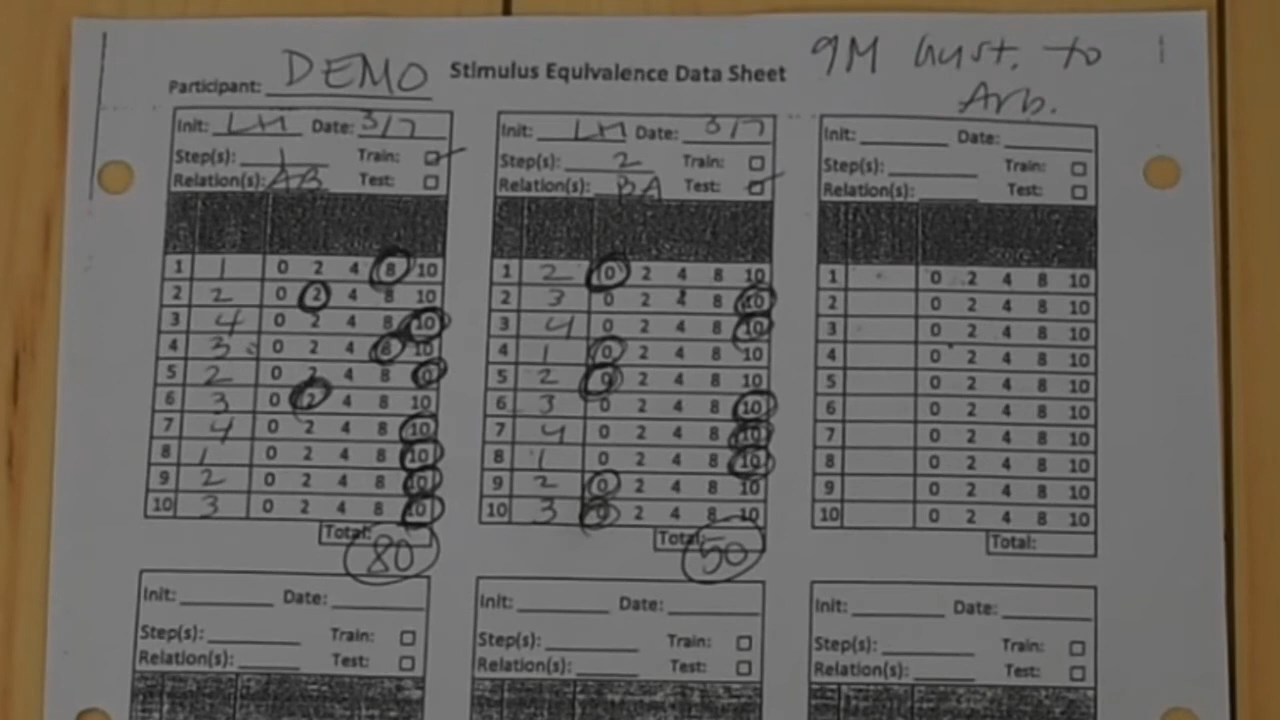 Participant: DEMO Stimulus Equivalence Data Sheet 9M Gust. to
Arb.
Init: LH Date: 3/7
Step(s): 1 Train:
Relation(s): AB Test:
1 1 0 2 4 8 10
2 2 0 2 4 8 10
3 4 0 2 4 8 10
4 3 0 2 4 8 10
5 2 0 2 4 8 10
6 3 0 2 4 8 10
7 4 0 2 4 8 10
8 1 0 2 4 8 10
9 2 0 2 4 8 10
10 3 0 2 4 8 10
Total:
80
Init: LH Date: 3/7
Step(s): 2 Train:
Relation(s): BA Test:
1 2 0 2 4 8 10
2 3 0 2 4 8 10
3 4 0 2 4 8 10
4 1 0 2 4 8 10
5 2 0 2 4 8 10
6 3 0 2 4 8 10
7 4 0 2 4 8 10
8 1 0 2 4 8 10
9 2 0 2 4 8 10
10 3 0 2 4 8 10
Total:
50
Init: Date:
Step(s): Train:
Relation(s): Test:
1 0 2 4 8 10
2 0 2 4 8 10
3 0 2 4 8 10
4 0 2 4 8 10
5 0 2 4 8 10
6 0 2 4 8 10
7 0 2 4 8 10
8 0 2 4 8 10
9 0 2 4 8 10
10 0 2 4 8 10
Total:
Init: Date:
Step(s): Train:
Relation(s): Test:
Init: Date:
Step(s): Train:
Relation(s): Test:
Init: Date:
Step(s): Train:
Relation(s): Test: